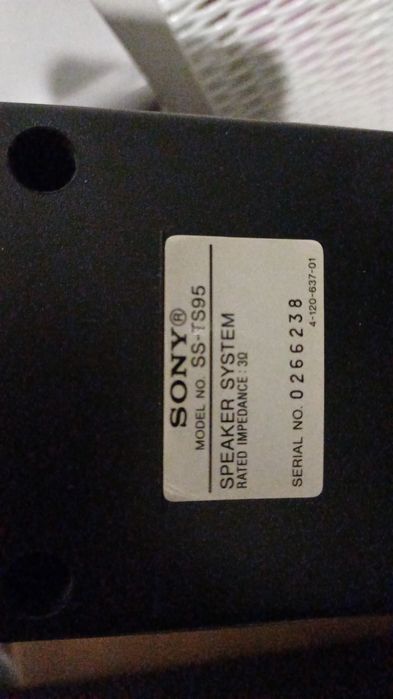 SONY®
MODEL NO. SS-TS95
SPEAKER SYSTEM
RATED IMPEDANCE : 3Ω
SERIAL NO. 0266238
4-120-637-01